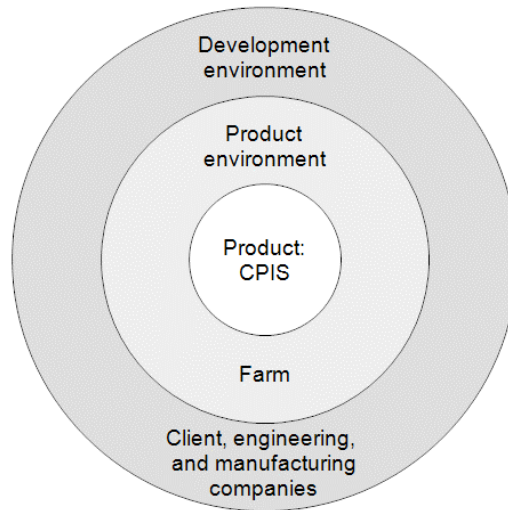 Development
environment
Product
environment
Product:
CPIS
Farm
Client, engineering,
and manufacturing
companies